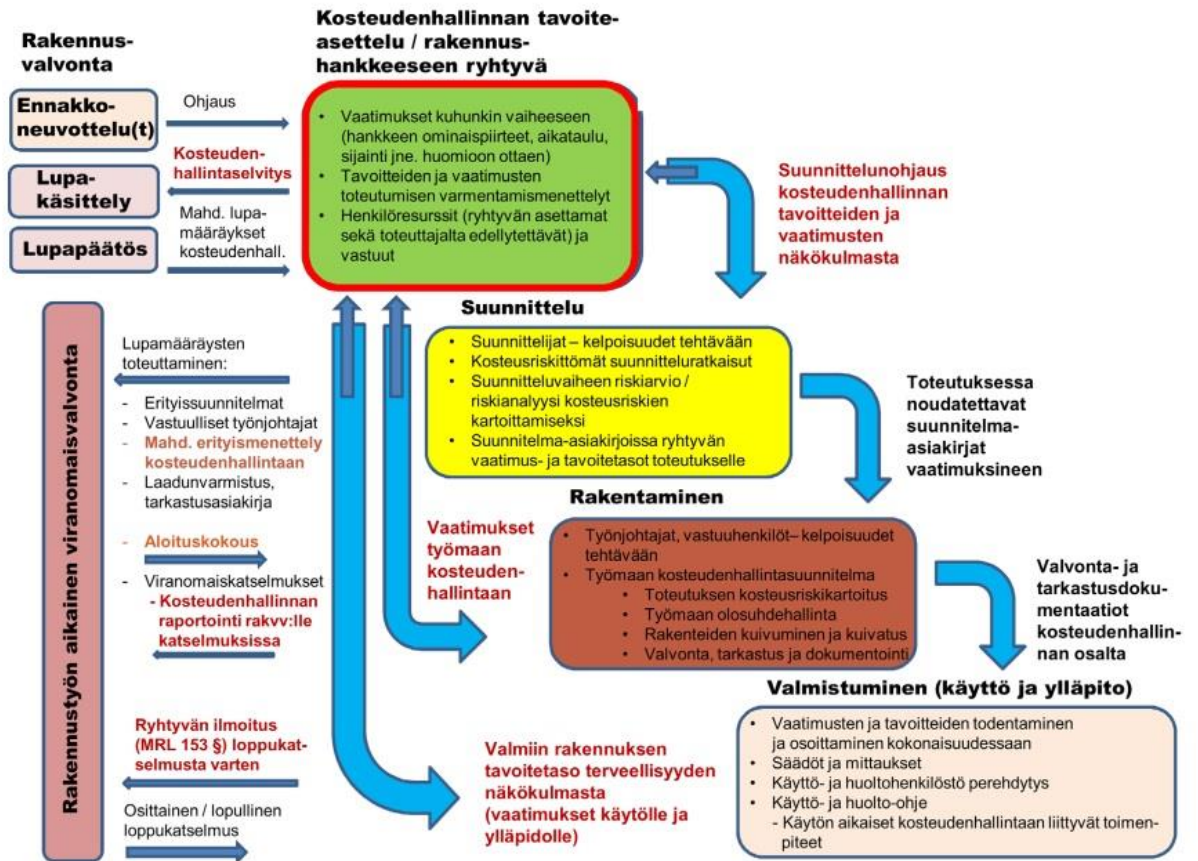 Rakennus-
valvonta
Kosteudenhallinnan tavoite-
asettelu / rakennus-
hankkeeseen ryhtyvä
Ennakko-
neuvottelu(t)
Ohjaus
Kosteuden-
hallintaselvitys
Lupa-
käsittely
Mahd. lupa-
määräykset
kosteudenhall.
Lupapäätös
• Vaatimukset kuhunkin vaiheeseen
(hankkeen ominaispiirteet, aikataulu,
sijainti jne. huomioon ottaen)
• Tavoitteiden ja vaatimusten
toteutumisen varmentamismenettelyt
• Henkilöresurssit (ryhtyvän asettamat
sekä toteuttajalta edellytettävät) ja
vastuut
Suunnittelunohjaus
kosteudenhallinnan
tavoitteiden ja
vaatimusten
näkökulmasta
Suunnittelu
• Suunnittelijat – kelpoisuudet tehtävään
• Kosteusriskittömät suunnitteluratkaisut
• Suunnitteluvaiheen riskiarvio /
riskianalyysi kosteusriskien
kartoittamiseksi
• Suunnitelma-asiakirjoissa ryhtyvän
vaatimus- ja tavoitetasot toteutukselle
Toteutuksessa
noudatettavat
suunnitelma-
asiakirjat
vaatimuksineen
Rakennustyön aikainen viranomaisvalvonta
Lupamääräysten
toteuttaminen:
- Erityissuunnitelmat
- Vastuulliset työnjohtajat
- Mahd. erityismenettely
kosteudenhallintaan
- Laadunvarmistus,
tarkastusasiakirja
- Aloituskokous
- Viranomaiskatselmukset
- Kosteudenhallinnan
raportointi rakvv:lle
katselmuksissa
Vaatimukset
työmaan
kosteuden-
hallintaan
Rakentaminen
• Työnjohtajat, vastuuhenkilöt– kelpoisuudet
tehtävään
• Työmaan kosteudenhallintasuunnitelma
• Toteutuksen kosteusriskikartoitus
• Työmaan olosuhdehallinta
• Rakenteiden kuivuminen ja kuivatus
• Valvonta, tarkastus ja dokumentointi
Valvonta- ja
tarkastusdoku-
mentaatiot
kosteudenhallin-
nan osalta
Ryhtyvän ilmoitus
(MRL 153 §) loppukat-
selmusta varten
Osittainen / lopullinen
loppukatselmus
Valmiin rakennuksen
tavoitetaso terveellisyyden
näkökulmasta
(vaatimukset käytölle ja
ylläpidolle)
Valmistuminen (käyttö ja ylläpito)
• Vaatimusten ja tavoitteiden todentaminen
ja osoittaminen kokonaisuudessaan
• Säädöt ja mittaukset
• Käyttö- ja huoltohenkilöstö perehdytys
• Käyttö- ja huolto-ohje
- Käytön aikaiset kosteudenhallintaan liittyvät toimen-
piteet